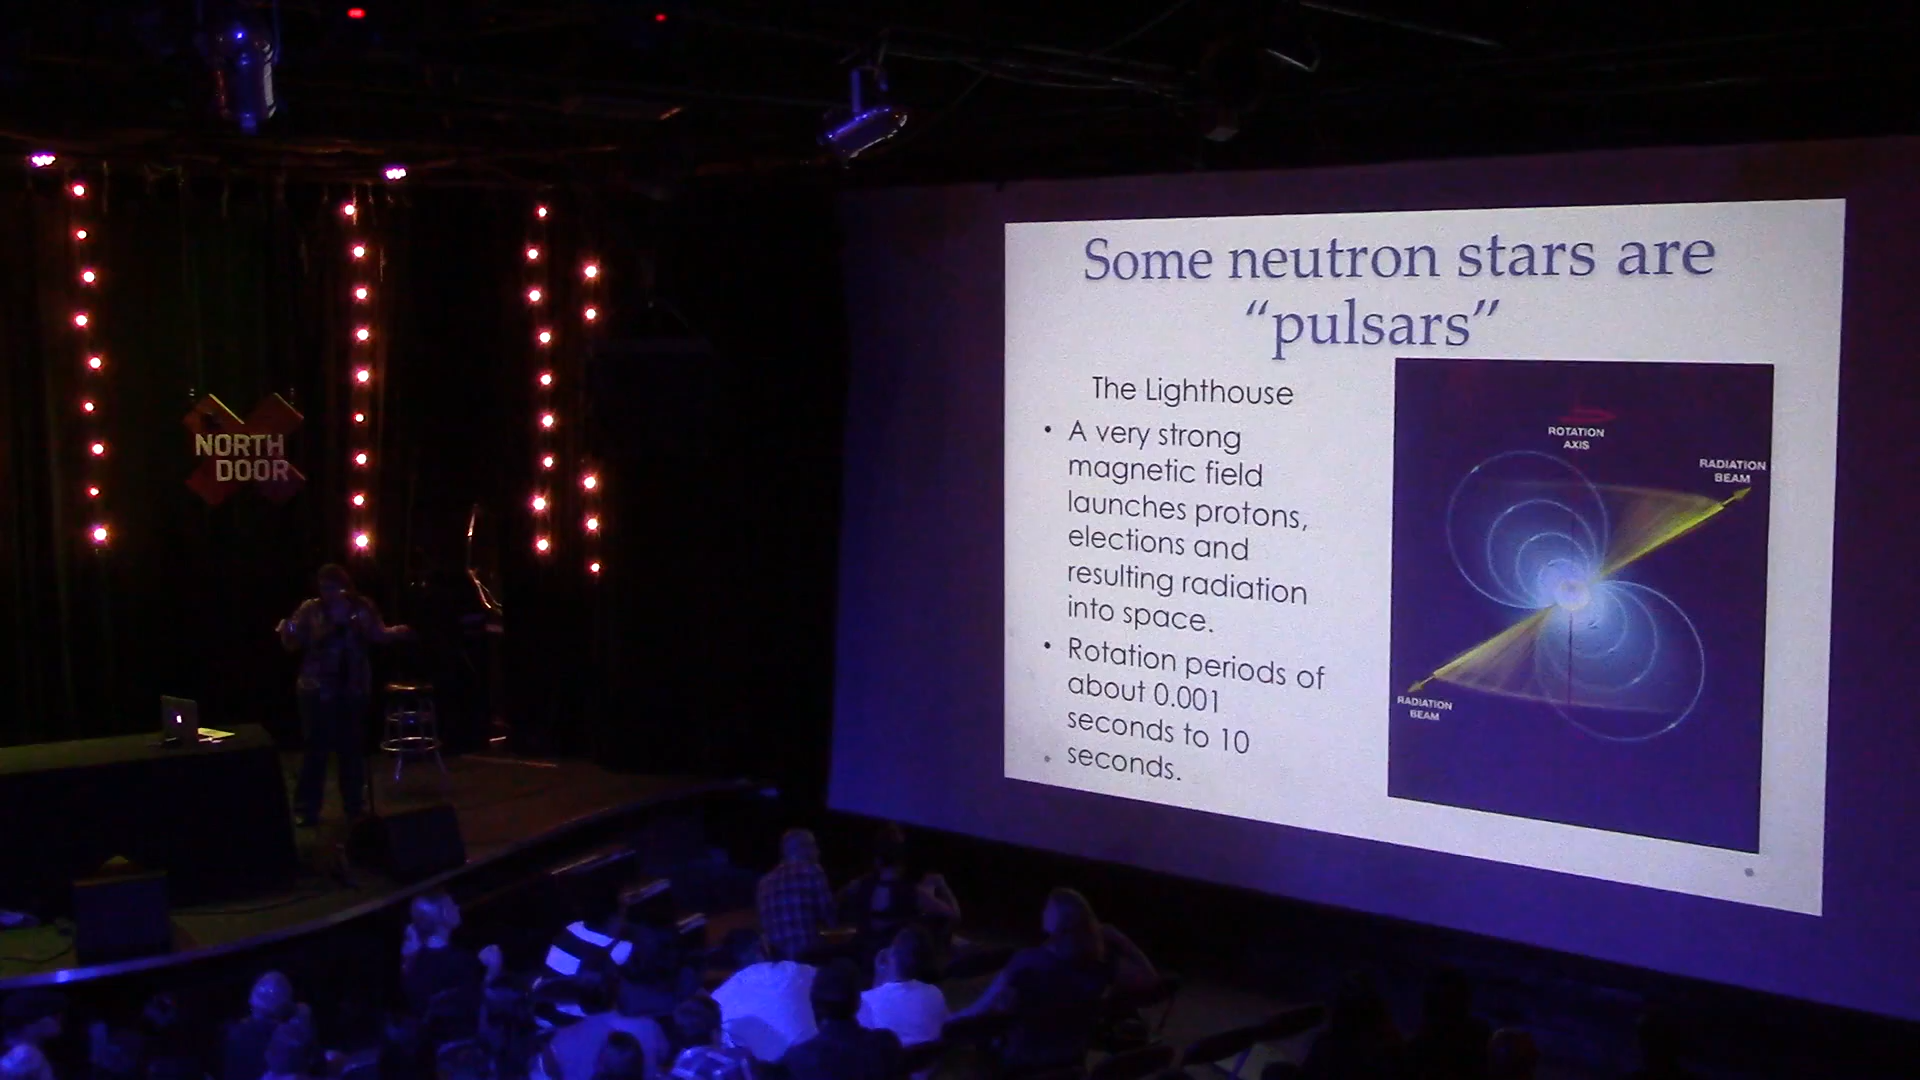 NORTH
DOOR
Some neutron stars are
“pulsars”
The Lighthouse
• A very strong
magnetic field
launches protons,
elections and
resulting radiation
into space.
• Rotation periods of
about 0.001
seconds to 10
• seconds.
ROTATION
AXIS
RADIATION
BEAM
RADIATION
BEAM